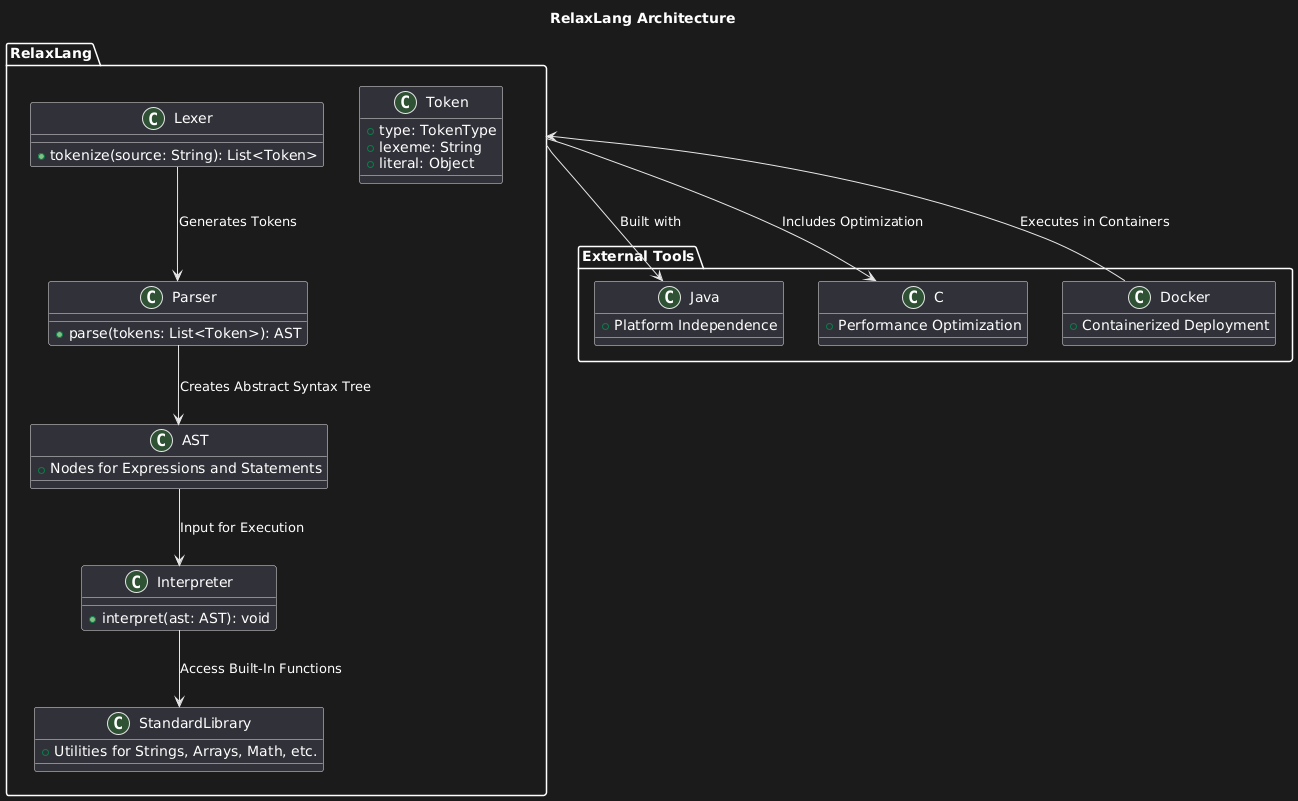 RelaxLang Architecture
RelaxLang
C Lexer
tokenize(source: String): List<Token>
C Token
type: TokenType
lexeme: String
literal: Object
Generates Tokens
C Parser
parse(tokens: List<Token>): AST
Creates Abstract Syntax Tree
C AST
Nodes for Expressions and Statements
Input for Execution
C Interpreter
interpret(ast: AST): void
Access Built-In Functions
C StandardLibrary
Utilities for Strings, Arrays, Math, etc.
Built with
Includes Optimization
Executes in Containers
External Tools
C Java
Platform Independence
C C
Performance Optimization
C Docker
Containerized Deployment